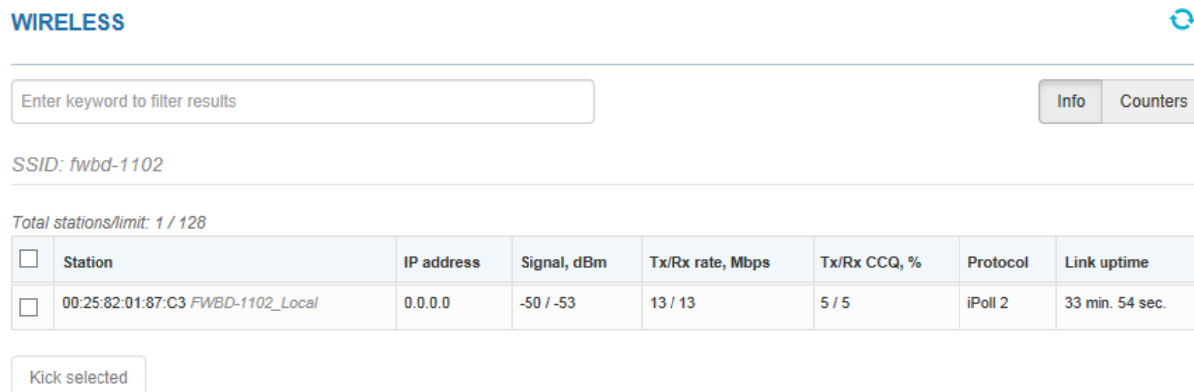 WIRELESS
Enter keyword to filter results
Info Counters
SSID: fwbd-1102
Total stations/limit: 1 / 128
Station IP address Signal, dBm Tx/Rx rate, Mbps Tx/Rx CCQ, % Protocol Link uptime
00:25:82:01:87:C3 FWBD-1102_Local 0.0.0.0 -50 / -53 13 / 13 5 / 5 iPoll 2 33 min. 54 sec.
Kick selected